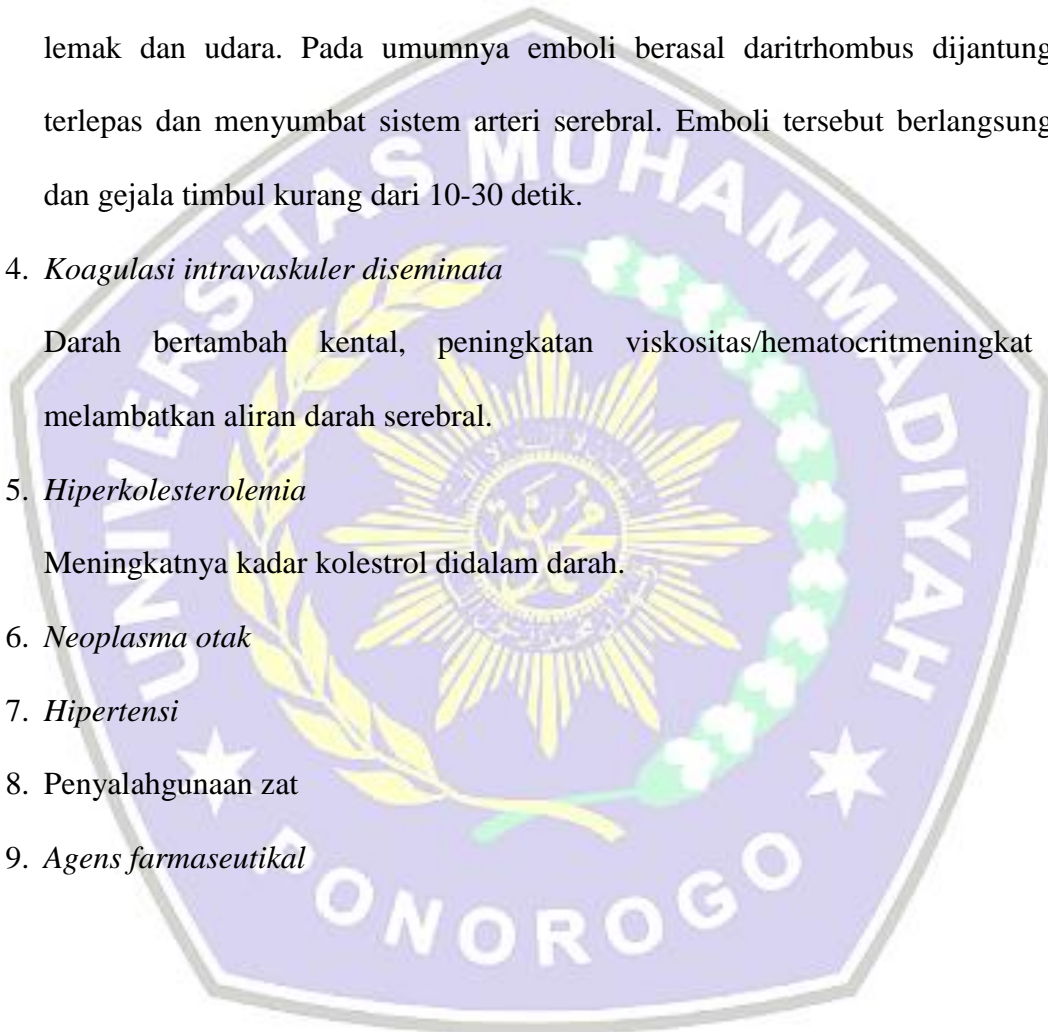 lemak dan udara. Pada umumnya emboli berasal daritrhombus dijantung
terlepas dan menyumbat sistem arteri serebral. Emboli tersebut berlangsung
dan gejala timbul kurang dari 10-30 detik.
4. Koagulasi intravaskuler diseminata
Darah bertambah kental, peningkatan viskositas/hematocritmeningkat
melambatkan aliran darah serebral.
5. Hiperkolesterolemia
Meningkatnya kadar kolestrol didalam darah.
6. Neoplasma otak
7. Hipertensi
8. Penyalahgunaan zat
9. Agens farmaseutikal
UNIVERSITAS MUHAMMADIYAH
PONOROGO